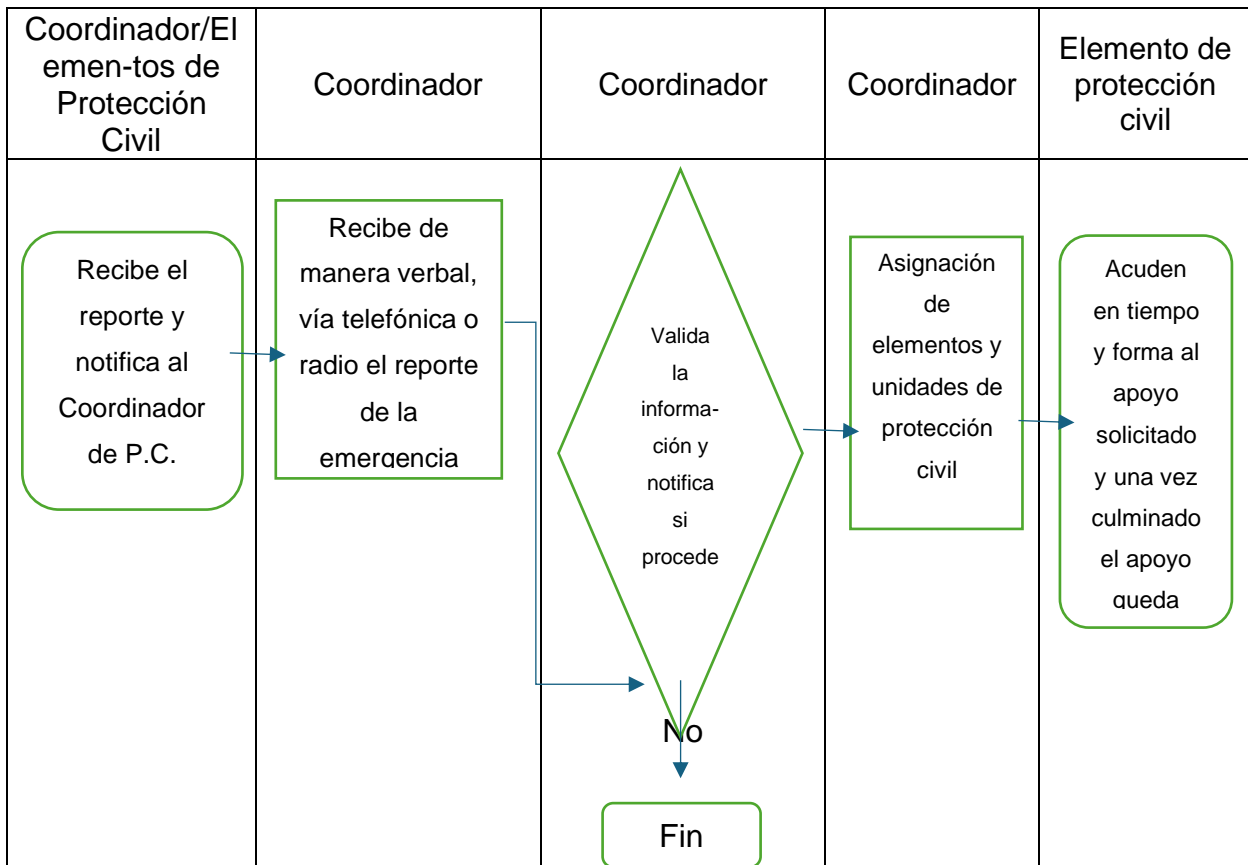 Coordinador/El
emen-tos de
Protección
Civil
Coordinador
Coordinador
Coordinador
Elemento de
protección
civil
Recibe el
reporte y
notifica al
Coordinador
de P.C.
Recibe de
manera verbal,
vía telefónica o
radio el reporte
de la
emergencia
Valida
la
informa-
ción y
notifica
si
procede
No
Fin
Asignación
de
elementos y
unidades de
protección
civil
Acuden
en tiempo
y forma al
apoyo
solicitado
y una vez
culminado
el apoyo
queda